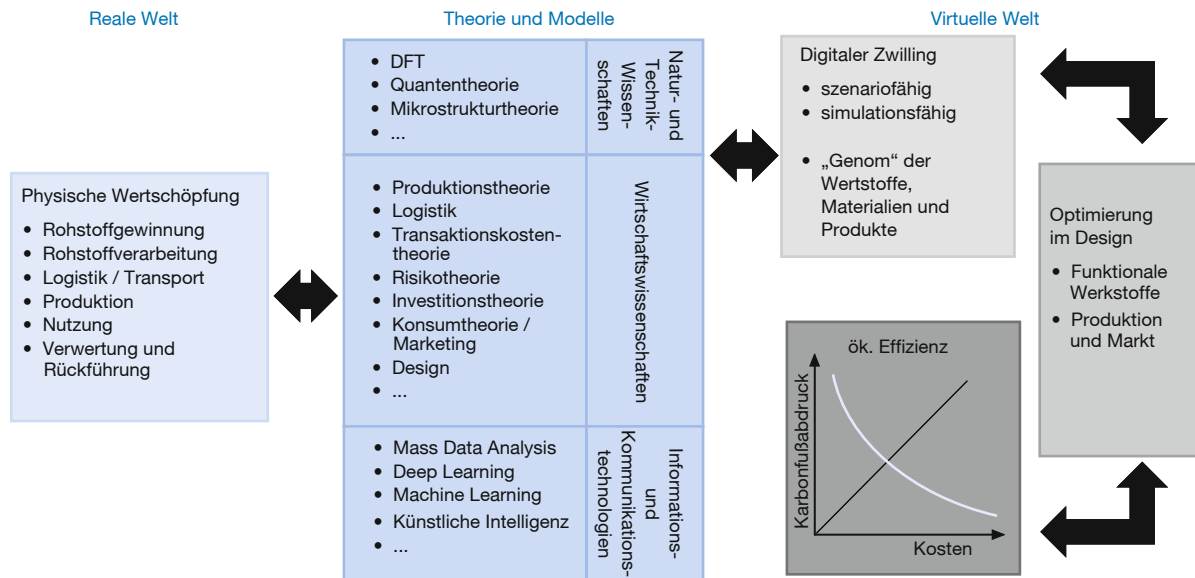 Reale Welt
Theorie und Modelle
Virtuelle Welt
Physische Wertschöpfung
• Rohstoffgewinnung
• Rohstoffverarbeitung
• Logistik / Transport
• Produktion
• Nutzung
• Verwertung und
Rückführung
• DFT
• Quantentheorie
• Mikrostrukturtheorie
• ...
Natur- und
Technik-
Wissen-
schaften
• Produktionstheorie
• Logistik
• Transaktionskosten-
theorie
• Risikotheorie
• Investitionstheorie
• Konsumtheorie /
Marketing
• Design
• ...
Wirtschaftswissenschaften
• Mass Data Analysis
• Deep Learning
• Machine Learning
• Künstliche Intelligenz
• ...
Informations-
und
Kommunikations-
technologien
Digitaler Zwilling
• szenariofähig
• simulationsfähig
• „Genom“ der
Wertstoffe,
Materialien und
Produkte
ök. Effizienz
Karbonfußabdruck
Kosten
Optimierung
im Design
• Funktionale
Werkstoffe
• Produktion
und Markt